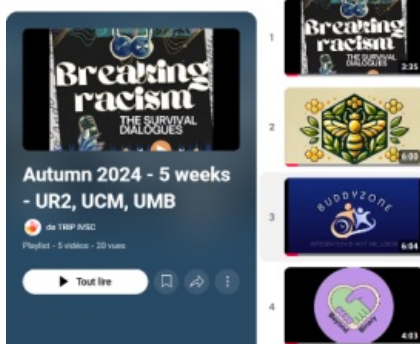 Breaking
racism
THE SURVIVAL
DIALOGUES
Autumn 2024 - 5 weeks
- UR2, UCM, UMB
de TRIP IVSC
Playlist - 5 vidéos - 20 vues
Tout lire
1
Breaking
racism
THE SURVIVAL
DIALOGUES
3:35
2
6:00
3
BUDDYZONE
6:04
4
Beyond
4:03